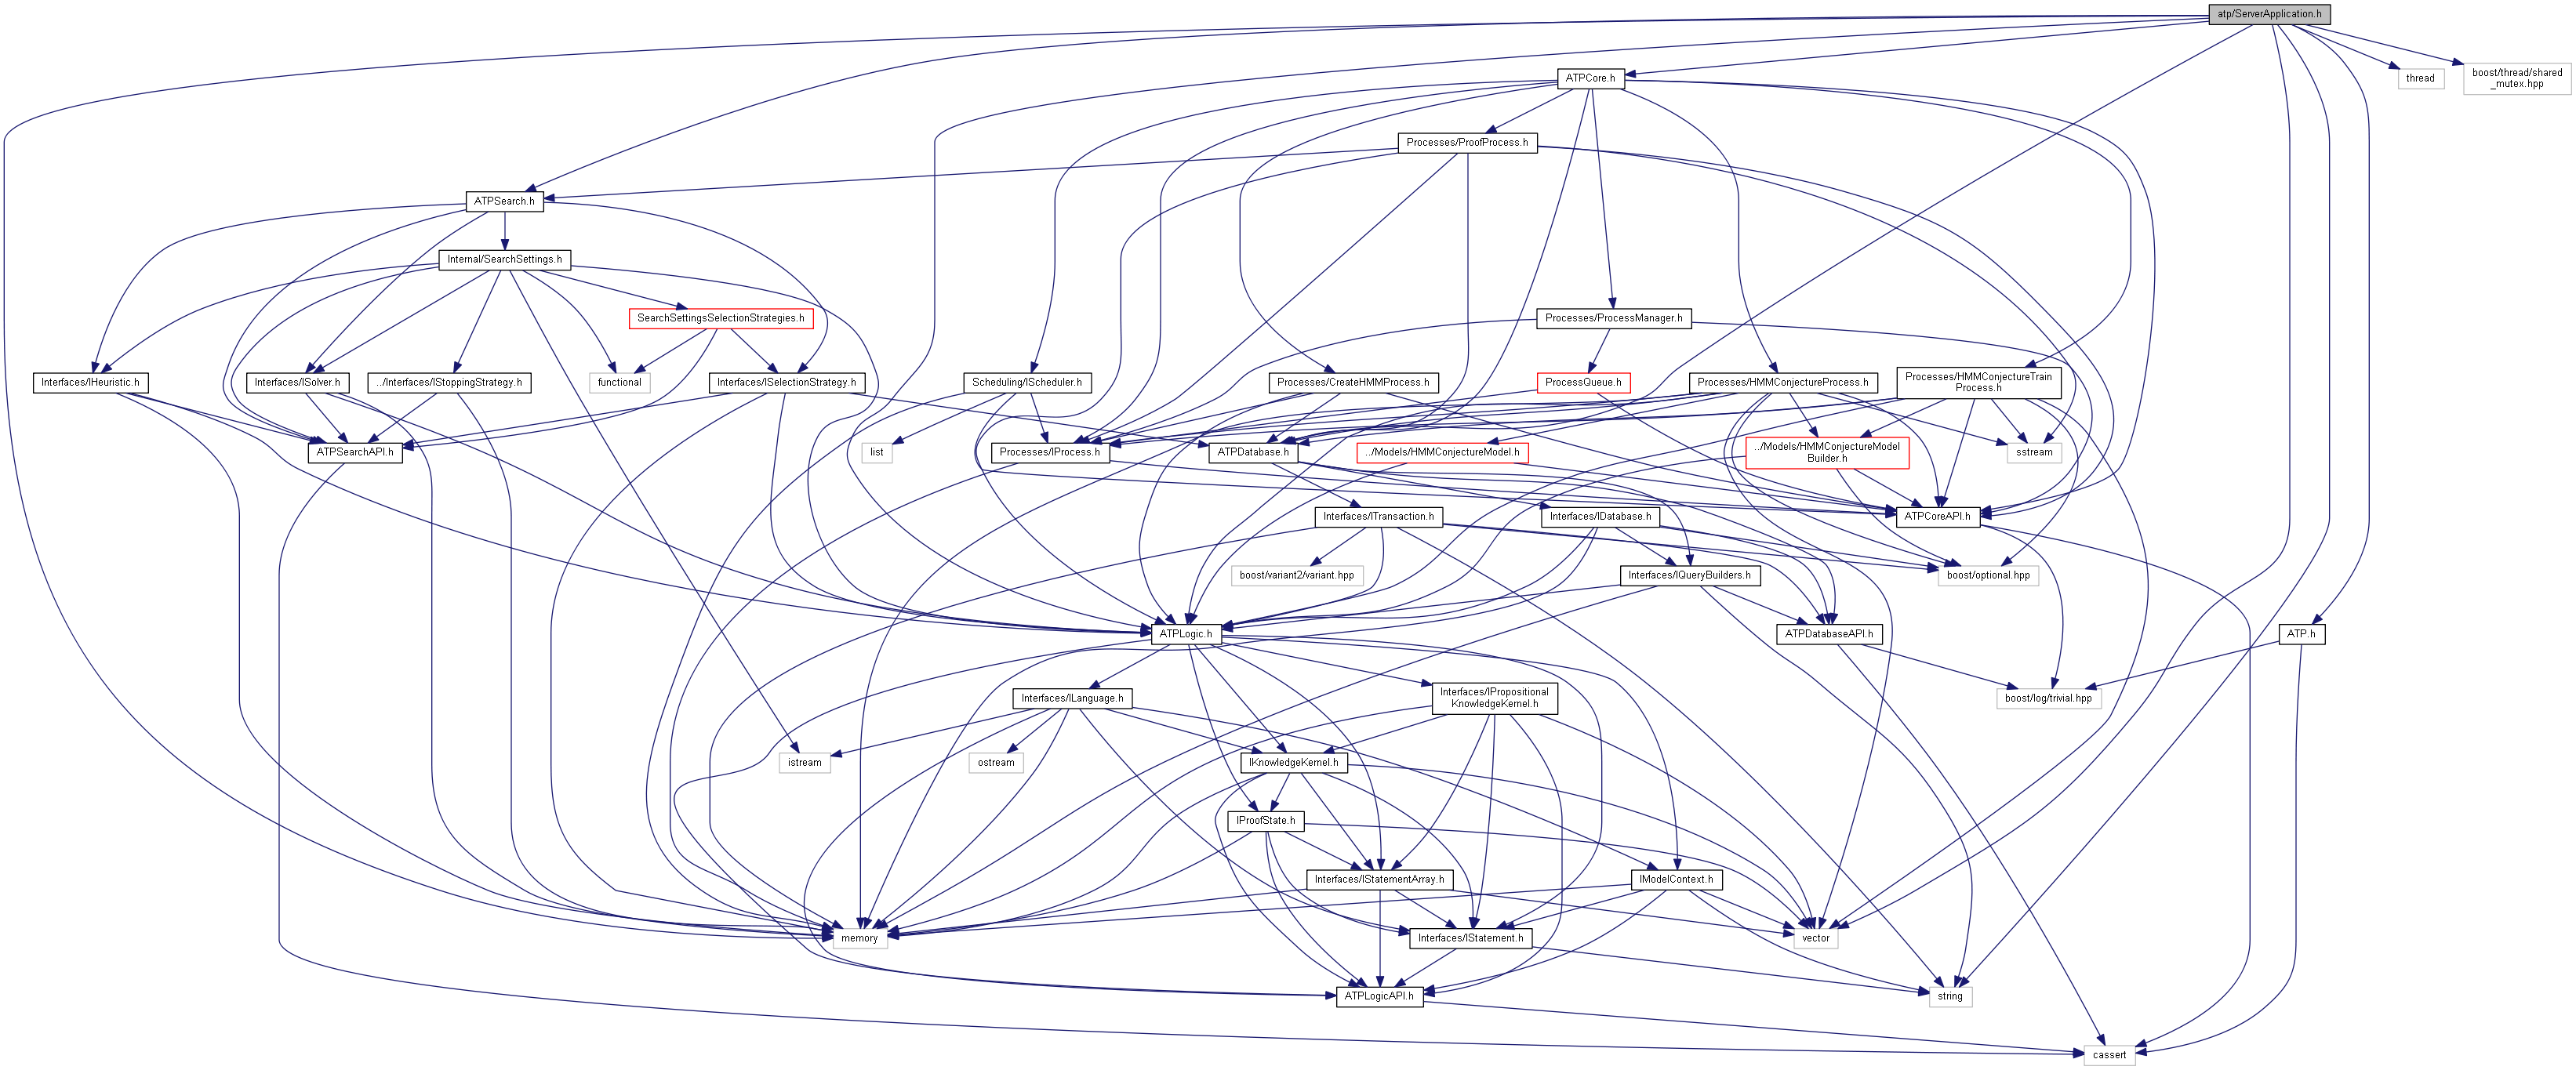 atp/ServerApplication.h
ATPCore.h
thread
boost/thread/shared
_mutex.hpp
Processes/ProofProcess.h
ATPSearch.h
Internal/SearchSettings.h
SearchSettingsSelectionStrategies.h
Processes/ProcessManager.h
Interfaces/IHeuristic.h
Interfaces/ISolver.h
../Interfaces/IStoppingStrategy.h
functional
Interfaces/ISelectionStrategy.h
Scheduling/IScheduler.h
Processes/CreateHMMProcess.h
ProcessQueue.h
Processes/HMMConjectureProcess.h
Processes/HMMConjectureTrain
Process.h
ATPSearchAPI.h
list
Processes/IProcess.h
ATPDatabase.h
../Models/HMMConjectureModel.h
../Models/HMMConjectureModel
Builder.h
sstream
Interfaces/ITransaction.h
Interfaces/IDatabase.h
ATPCoreAPI.h
boost/variant2/variant.hpp
Interfaces/IQueryBuilders.h
boost/optional.hpp
ATPLogic.h
ATPDatabaseAPI.h
ATP.h
Interfaces/ILanguage.h
Interfaces/IPropositional
KnowledgeKernel.h
boost/log/trivial.hpp
istream
ostream
IKnowledgeKernel.h
IProofState.h
Interfaces/IStatementArray.h
IModelContext.h
memory
Interfaces/IStatement.h
vector
ATPLogicAPI.h
string
cassert